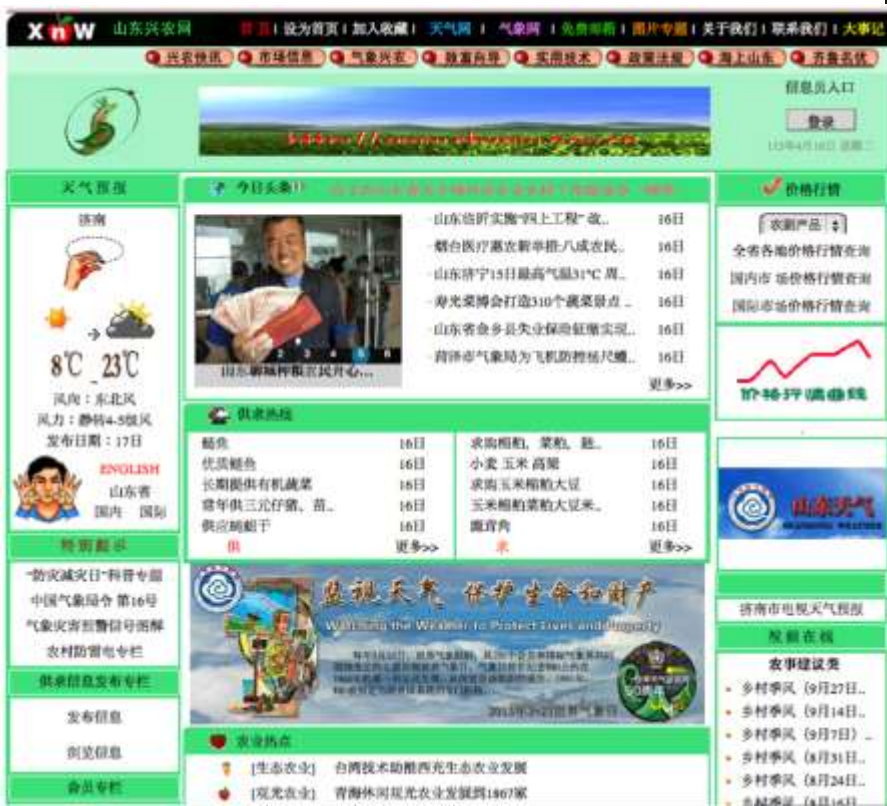 XnW 山东兴农网
首页 | 设为首页 | 加入收藏 | 天气网 | 气象网 | 免费邮箱 | 图片专题 | 关于我们 | 联系我们 | 大事记
兴农快讯 市场信息 气象兴农 致富向导 实用技术 政策法规 海上山东 齐鲁名优
信息员入口
登录
天气预报
济南
8℃ _ 23℃
风向：东北风
风力：静转4-5级风
发布日期：17日
ENGLISH
山东省
国内 国际
特别提示
"防灾减灾日"科普专题
中国气象局令 第16号
气象灾害预警信号图解
农村防雷电专栏
供求信息发布专栏
发布信息
浏览信息
会员专栏
今日头条
2 3 4 5 6
·山东临沂实施"四上工程" 故.. 16日
·烟台医疗惠农新举措:八成农民.. 16日
·山东济宁15日最高气温31℃ 周.. 16日
·寿光菜博会打造310个蔬菜景点 .. 16日
·山东省金乡县失业保险征缴实现.. 16日
·菏泽市气象局为飞机防控杨尺蠖.. 16日
更多>>
供求热线
鲢鱼 16日
优质鲢鱼 16日
长期提供有机蔬菜 16日
常年供三元仔猪、苗.. 16日
16日
供 更多>>
求购棉粕，菜粕， 16日
小麦 玉米 高粱 16日
求购玉米棉粕大豆 16日
玉米棉粕菜粕大豆米.. 16日
16日
求 更多>>
监视天气 保护生命和财产
Watching the Weather to Protect Lives and Property
农业热点
[生态农业] 台湾技术助推西充生态农业发展
[观光农业] 青海休闲观光农业发展到1867家
价格行情
农副产品
全省各地价格行情查询
国内市场价格行情查询
国际市场价格行情查询
价格行情曲线
山东天气
SHANDONG WEATHER
济南市电视天气预报
视频在线
农事建议类
乡村季风 (9月27日..
乡村季风 (9月14日..
乡村季风 (9月7日) ..
乡村季风 (8月31日..
乡村季风 (8月24日..
乡村季风 (8月16日..